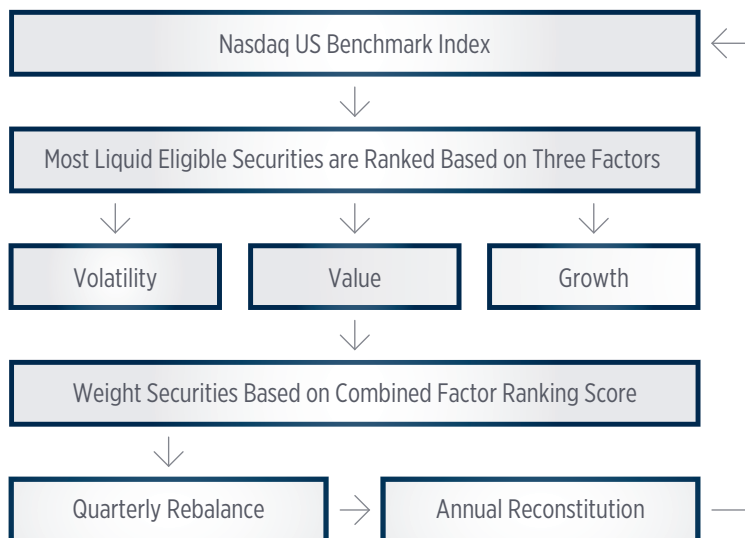 Nasdaq US Benchmark Index
Most Liquid Eligible Securities are Ranked Based on Three Factors
Volatility
Value
Growth
Weight Securities Based on Combined Factor Ranking Score
Quarterly Rebalance
Annual Reconstitution